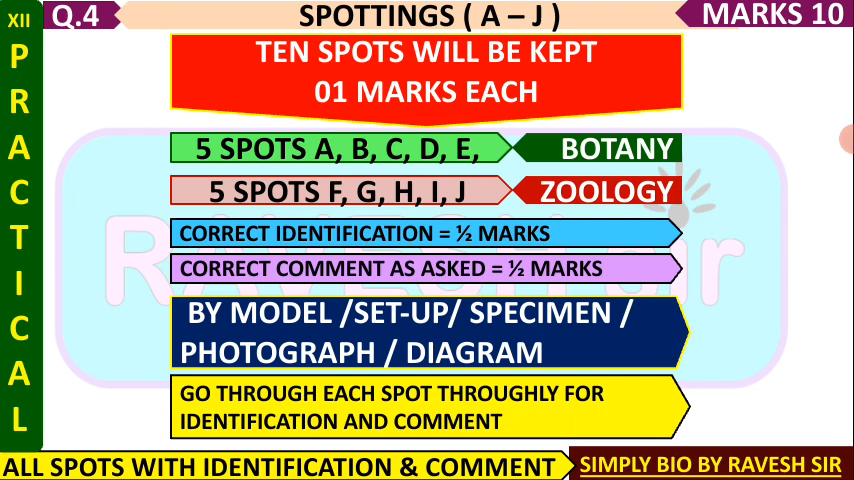 XII
PRACTICAL
Q.4
SPOTTINGS ( A – J )
MARKS 10
TEN SPOTS WILL BE KEPT
01 MARKS EACH
5 SPOTS A, B, C, D, E,
BOTANY
5 SPOTS F, G, H, I, J
ZOOLOGY
CORRECT IDENTIFICATION = ½ MARKS
CORRECT COMMENT AS ASKED = ½ MARKS
BY MODEL /SET-UP/ SPECIMEN /
PHOTOGRAPH / DIAGRAM
GO THROUGH EACH SPOT THROUGHLY FOR
IDENTIFICATION AND COMMENT
RAVESH sir
ALL SPOTS WITH IDENTIFICATION & COMMENT
SIMPLY BIO BY RAVESH SIR